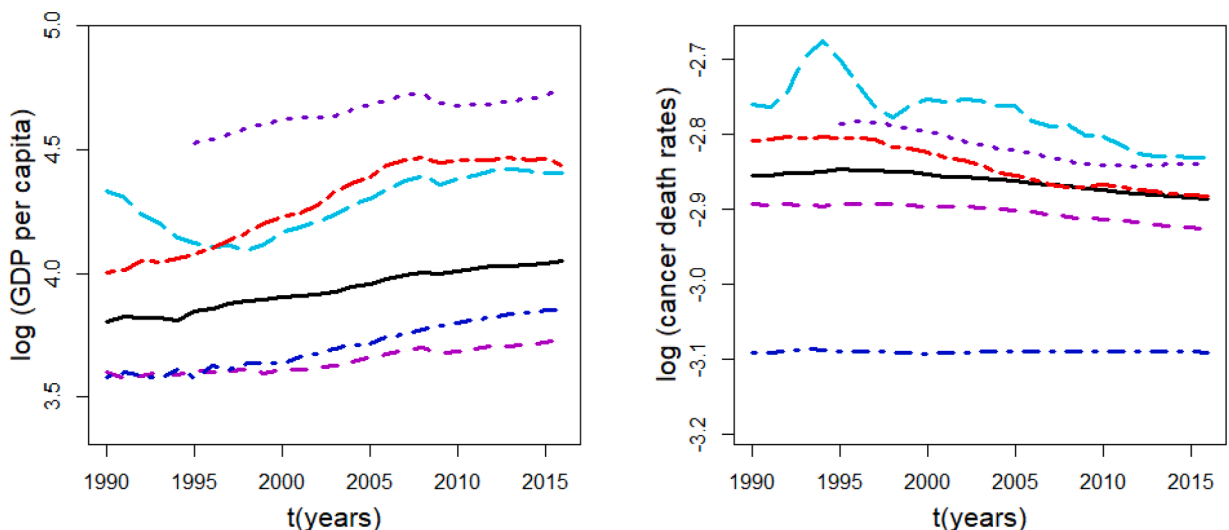 log (GDP per capita)
5.0
4.5
4.0
3.5
1990 1995 2000 2005 2010 2015
t(years)
log (cancer death rates)
-2.7
-2.8
-2.9
-3.0
-3.1
-3.2
1990 1995 2000 2005 2010 2015
t(years)